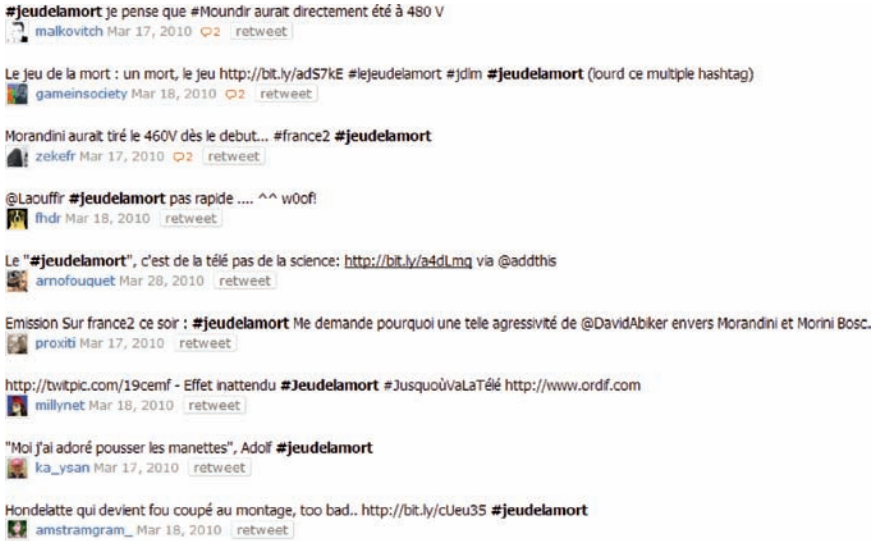 #jeudelamort je pense que #Moundir aurait directement été à 480 V
malkovitch Mar 17, 2010 2 retweet
Le jeu de la mort : un mort, le jeu http://bit.ly/adS7kE #lejeudelamort #jdlm #jeudelamort (lourd ce multiple hashtag)
gameinsociety Mar 18, 2010 2 retweet
Morandini aurait tiré le 460V dès le debut... #france2 #jeudelamort
zekefr Mar 17, 2010 2 retweet
@Laouffir #jeudelamort pas rapide .... ^^ w0of!
fhdr Mar 18, 2010 retweet
Le "#jeudelamort", c'est de la télé pas de la science: http://bit.ly/a4dLmq via @addthis
arnofouquet Mar 28, 2010 retweet
Emission Sur france2 ce soir : #jeudelamort Me demande pourquoi une telle agressivité de @DavidAbiker envers Morandini et Morini Bosc.
proxiti Mar 17, 2010 retweet
http://twitpic.com/19cemf - Effet inattendu #Jeudelamort #JusquoùVaLaTélé http://www.ordif.com
millynet Mar 18, 2010 retweet
"Moi j'ai adoré pousser les manettes", Adolf #jeudelamort
ka_ysan Mar 17, 2010 retweet
Hondelatte qui devient fou coupé au montage, too bad.. http://bit.ly/cUeu35 #jeudelamort
amstramgram_ Mar 18, 2010 retweet